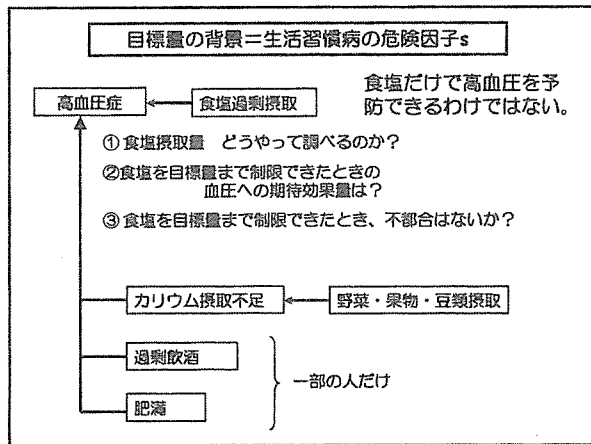 目標量の背景＝生活習慣病の危険因子s
食塩だけで高血圧を予
防できるわけではない。
高血圧症
食塩過剰摂取
①食塩摂取量　どうやって調べるのか？
②食塩を目標量まで制限できたときの
血圧への期待効果量は？
③食塩を目標量まで制限できたとき、不都合はないか？
カリウム摂取不足
野菜・果物・豆類摂取
過剰飲酒
一部の人だけ
肥満